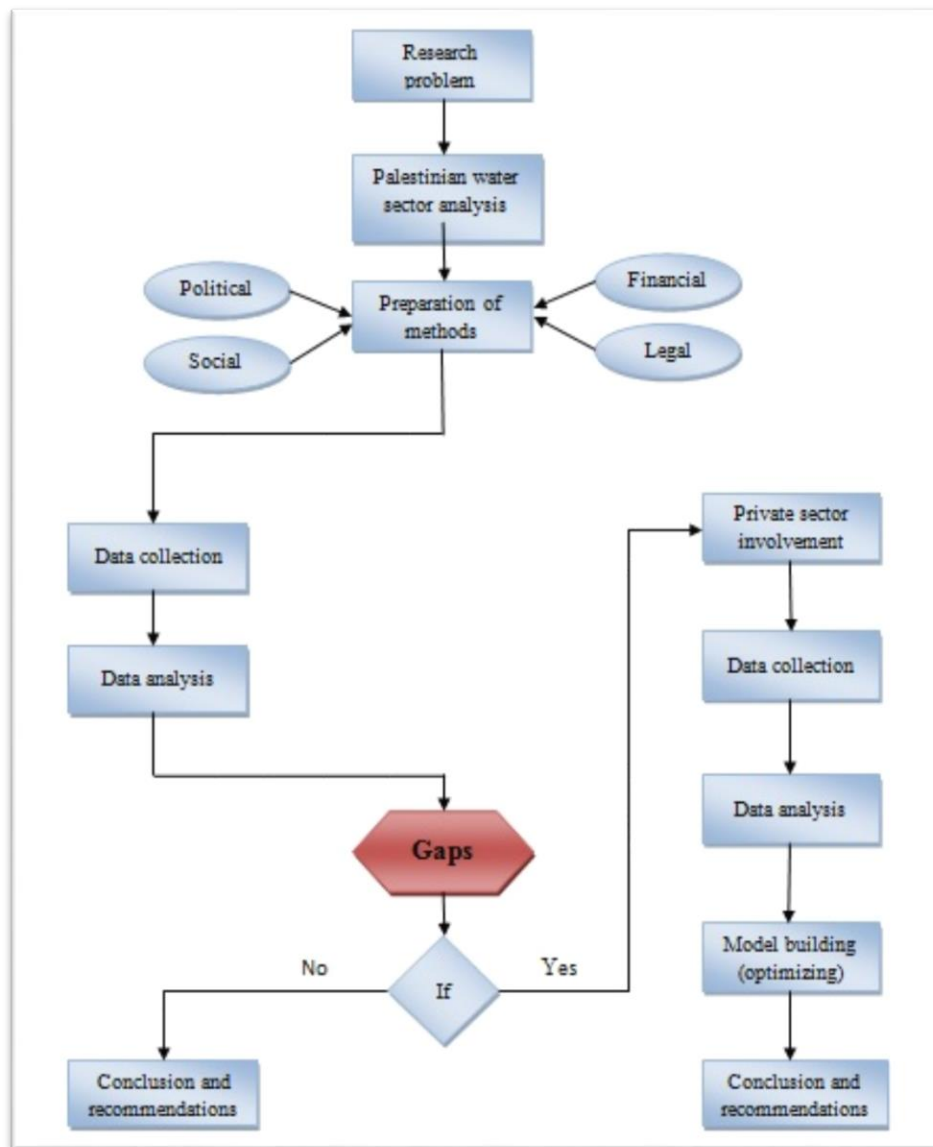 Research
problem
Palestinian water
sector analysis
Political
Financial
Preparation of
methods
Social
Legal
Data collection
Data analysis
Gaps
If
No
Yes
Conclusion and
recommendations
Private sector
involvement
Data collection
Data analysis
Model building
(optimizing)
Conclusion and
recommendations